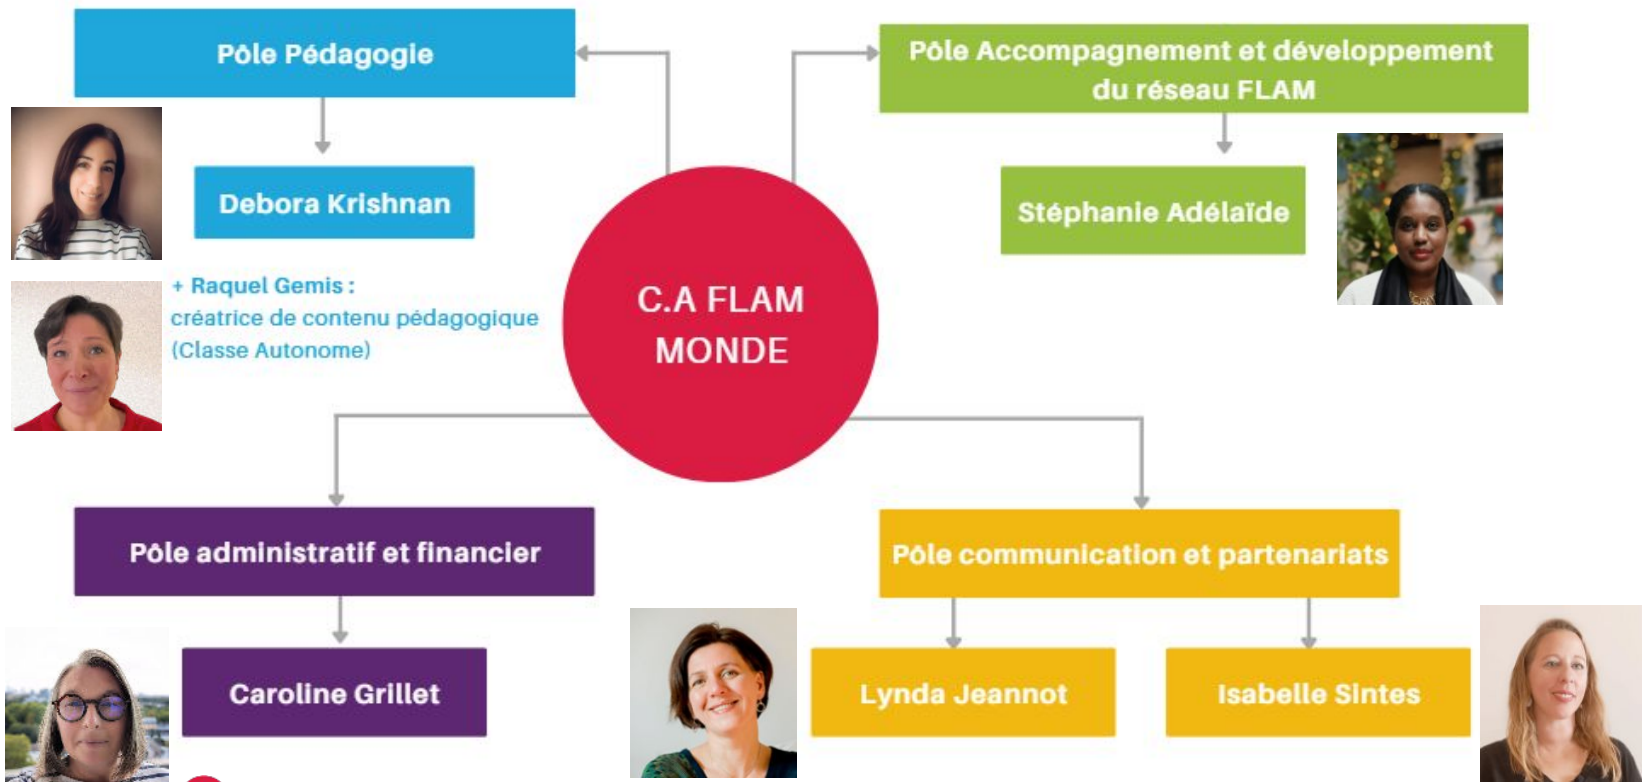 Pôle Pédagogie
Debora Krishnan
+ Raquel Gemis :
créatrice de contenu pédagogique
(Classe Autonome)
Pôle Accompagnement et développement
du réseau FLAM
Stéphanie Adélaïde
C.A FLAM
MONDE
Pôle administratif et financier
Caroline Grillet
Pôle communication et partenariats
Lynda Jeannot
Isabelle Sintes